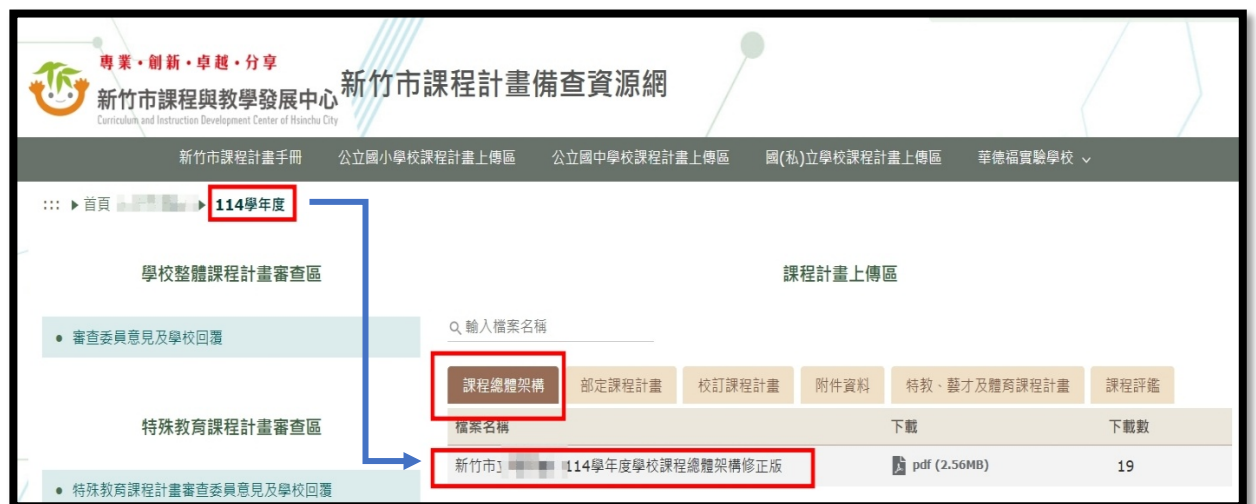 專業・創新・卓越・分享
新竹市課程與教學發展中心
Curriculum and Instruction Development Center of Hsinchu City
新竹市課程計畫備查資源網
新竹市課程計畫手冊 公立國小學校課程計畫上傳區 公立國中學校課程計畫上傳區 國(私)立學校課程計畫上傳區 華德福實驗學校
首頁 114學年度
學校整體課程計畫審查區
審查委員意見及學校回覆
特殊教育課程計畫審查區
特殊教育課程計畫審查委員意見及學校回覆
課程計畫上傳區
輸入檔案名稱
課程總體架構 部定課程計畫 校訂課程計畫 附件資料 特教、藝才及體育課程計畫 課程評鑑
檔案名稱 下載 下載數
新竹市 114學年度學校課程總體架構修正版 pdf (2.56MB) 19